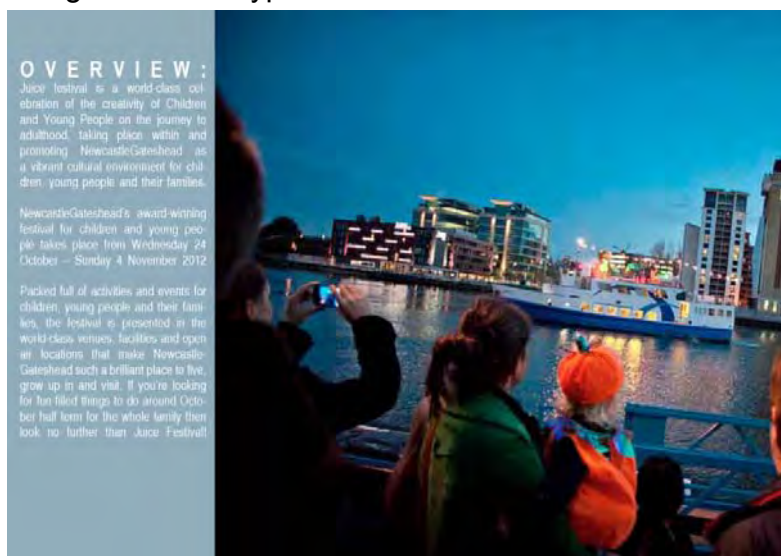 OVERVIEW:
Juice festival is a world-class cel-
ebration of the creativity of Children
and Young People on the journey to
adulthood, taking place within and
promoting NewcastleGateshead as
a vibrant cultural environment for chil-
dren, young people and their families.
NewcastleGateshead's award-winning
festival for children and young peo-
ple takes place from Wednesday 24
October – Sunday 4 November 2012
Packed full of activities and events for
children, young people and their fami-
lies, the festival is presented in the
world-class venues, facilities and open
air locations that make Newcastle-
Gateshead such a brilliant place to live,
grow up in and visit. If you're looking
for fun filled things to do around Octo-
ber half term for the whole family then
look no further than Juice Festival!